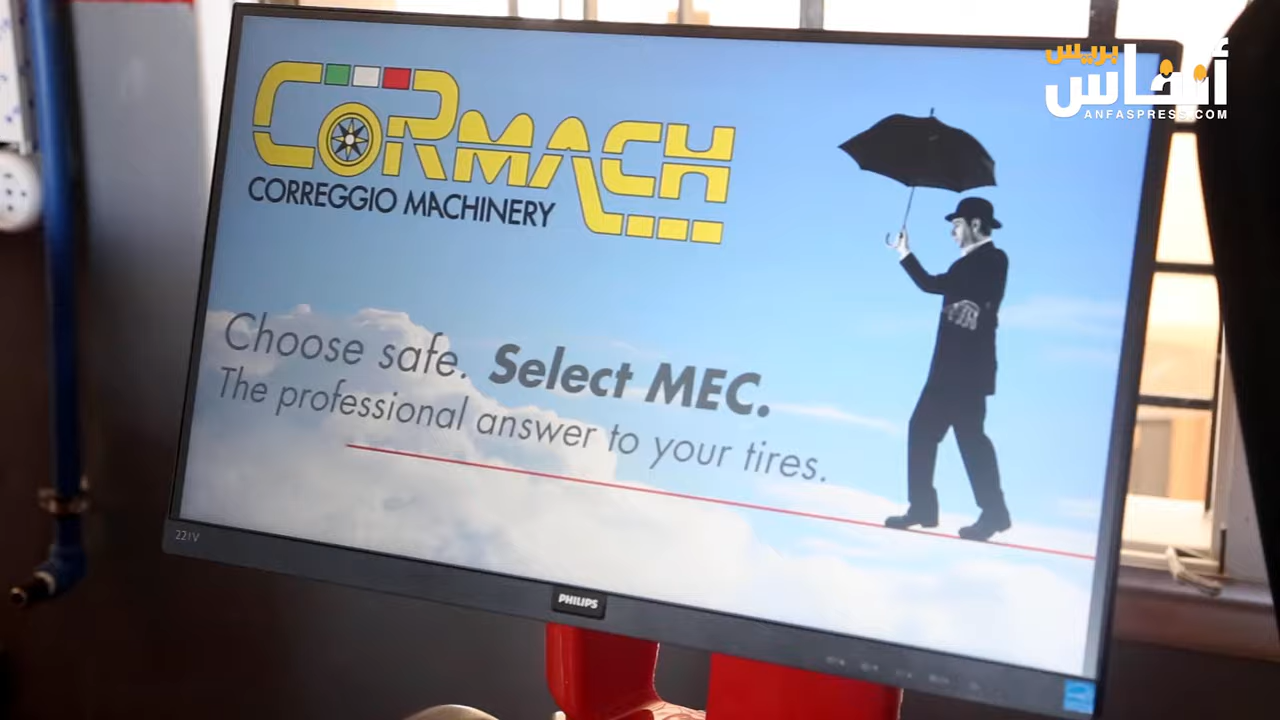 أنفاس بريس
ANFASPRESS.COM
CORMACH
CORREGGIO MACHINERY
Choose safe. Select MEC.
The professional answer to your tires.
221V
PHILIPS